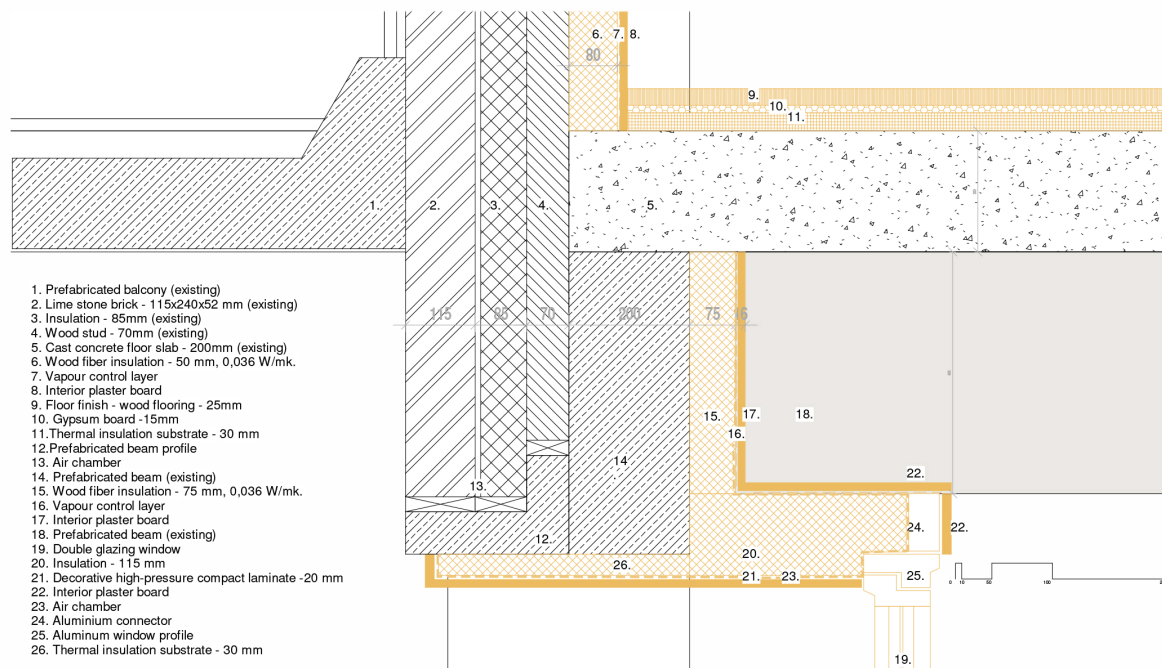 6. 7. 8.
80
9.
10.
11.
1. 2. 3. 4. 5.
1. Prefabricated balcony (existing)
2. Lime stone brick - 115x240x52 mm (existing)
3. Insulation - 85mm (existing)
4. Wood stud - 70mm (existing)
5. Cast concrete floor slab - 200mm (existing)
6. Wood fiber insulation - 50 mm, 0,036 W/mk.
7. Vapour control layer
8. Interior plaster board
9. Floor finish - wood flooring - 25mm
10. Gypsum board -15mm
11.Thermal insulation substrate - 30 mm
12.Prefabricated beam profile
13. Air chamber
14. Prefabricated beam (existing)
15. Wood fiber insulation - 75 mm, 0,036 W/mk.
16. Vapour control layer
17. Interior plaster board
18. Prefabricated beam (existing)
19. Double glazing window
20. Insulation - 115 mm
21. Decorative high-pressure compact laminate -20 mm
22. Interior plaster board
23. Air chamber
24. Aluminium connector
25. Aluminum window profile
26. Thermal insulation substrate - 30 mm
115 85 70 200 75 16
15. 17. 18.
16.
14
22.
13.
12.
24. 22.
20.
26.
21. 23. 25.
0 10 50 100
19.